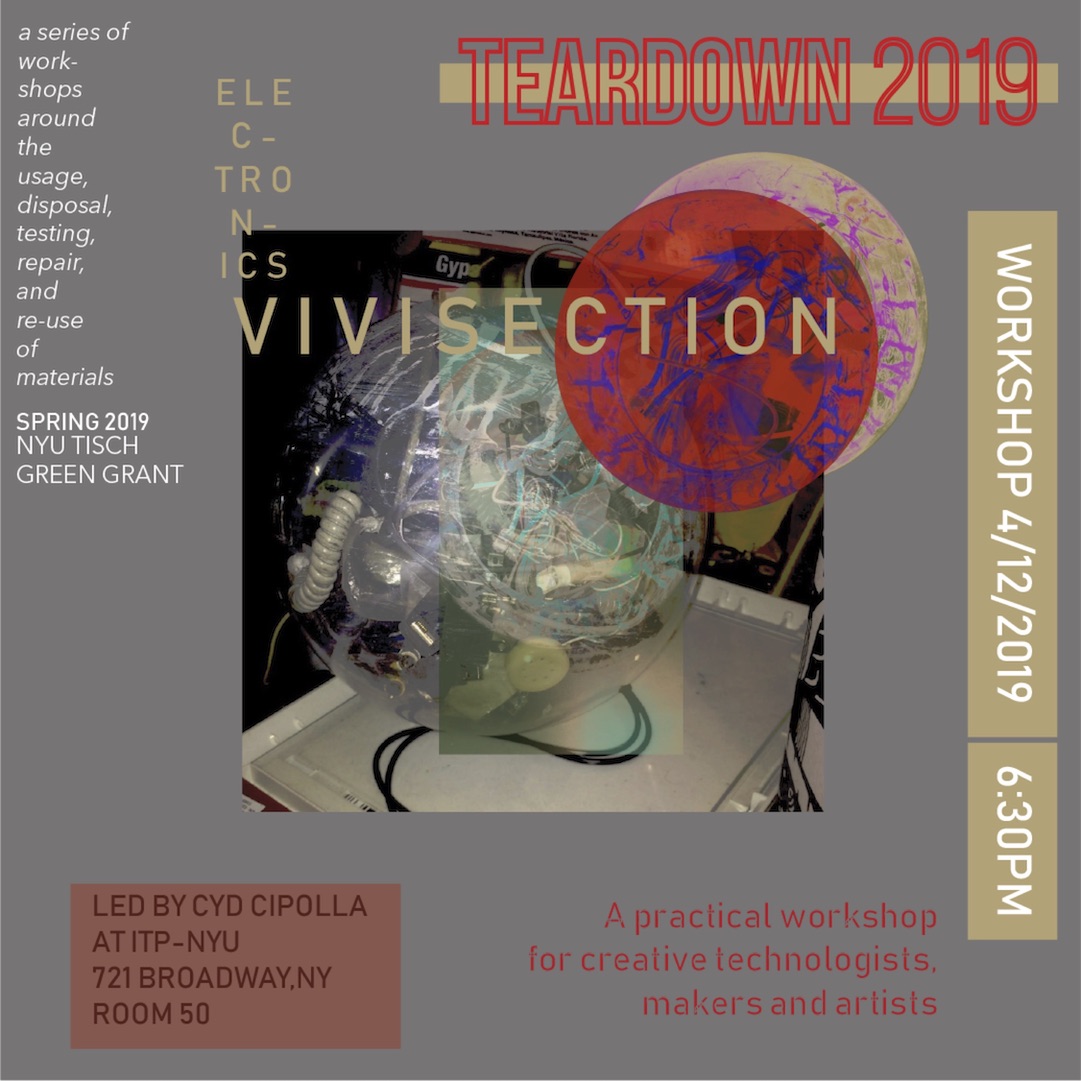 a series of
work-
shops
around
the
usage,
disposal,
testing,
repair,
and
re-use
of
materials
SPRING 2019
NYU TISCH
GREEN GRANT
ELE
C-
TRO
N-
ICS
VIVISECTION
TEARDOWN 2019
Gyp
WORKSHOP 4/12/2019
6:30PM
LED BY CYD CIPOLLA
AT ITP-NYU
721 BROADWAY,NY
ROOM 50
A practical workshop
for creative technologists,
makers and artists